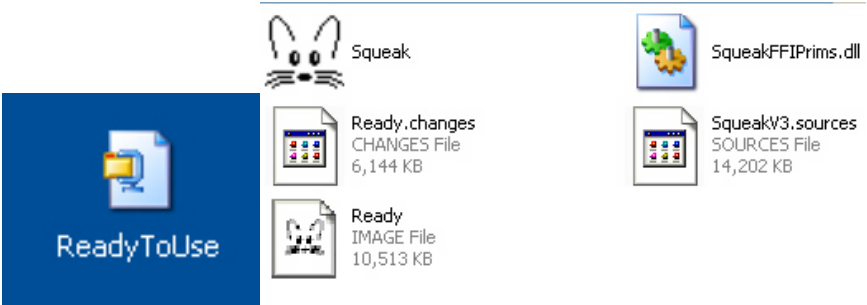 Squeak
SqueakFFIPrims.dll
Ready.changes
CHANGES File
6,144 KB
SqueakV3.sources
SOURCES File
14,202 KB
Ready
IMAGE File
10,513 KB
ReadyToUse